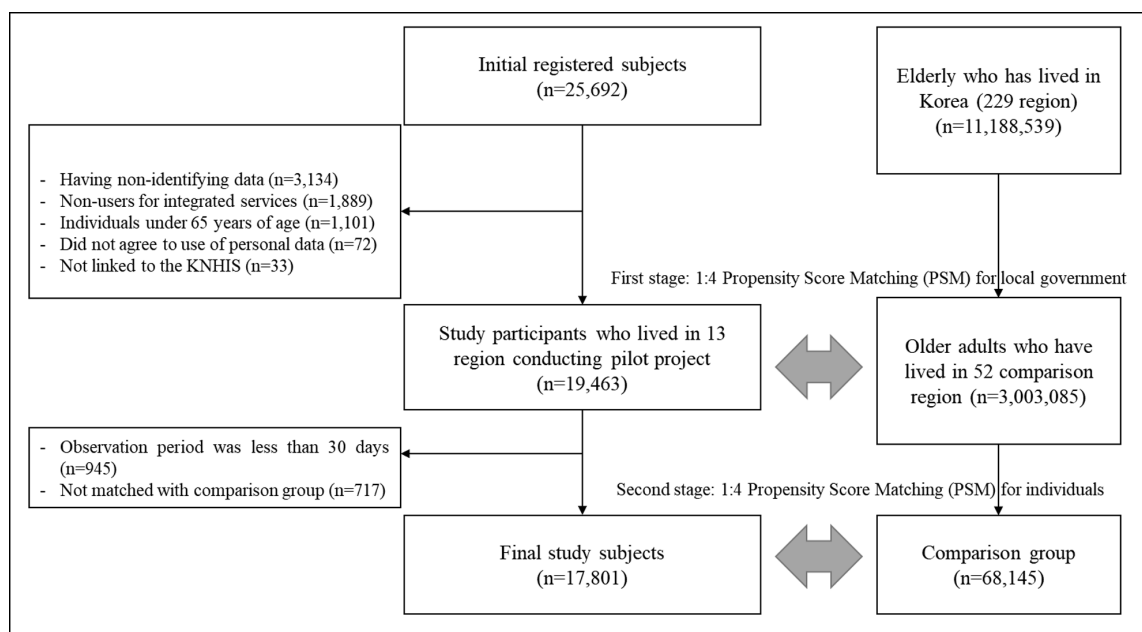 Initial registered subjects
(n=25,692)
Elderly who has lived in
Korea (229 region)
(n=11,188,539)
- Having non-identifying data (n=3,134)
- Non-users for integrated services (n=1,889)
- Individuals under 65 years of age (n=1,101)
- Did not agree to use of personal data (n=72)
- Not linked to the KNHIS (n=33)
First stage: 1:4 Propensity Score Matching (PSM) for local government
Study participants who lived in 13
region conducting pilot project
(n=19,463)
Older adults who have
lived in 52 comparison
region (n=3,003,085)
- Observation period was less than 30 days
(n=945)
- Not matched with comparison group (n=717)
Second stage: 1:4 Propensity Score Matching (PSM) for individuals
Final study subjects
(n=17,801)
Comparison group
(n=68,145)